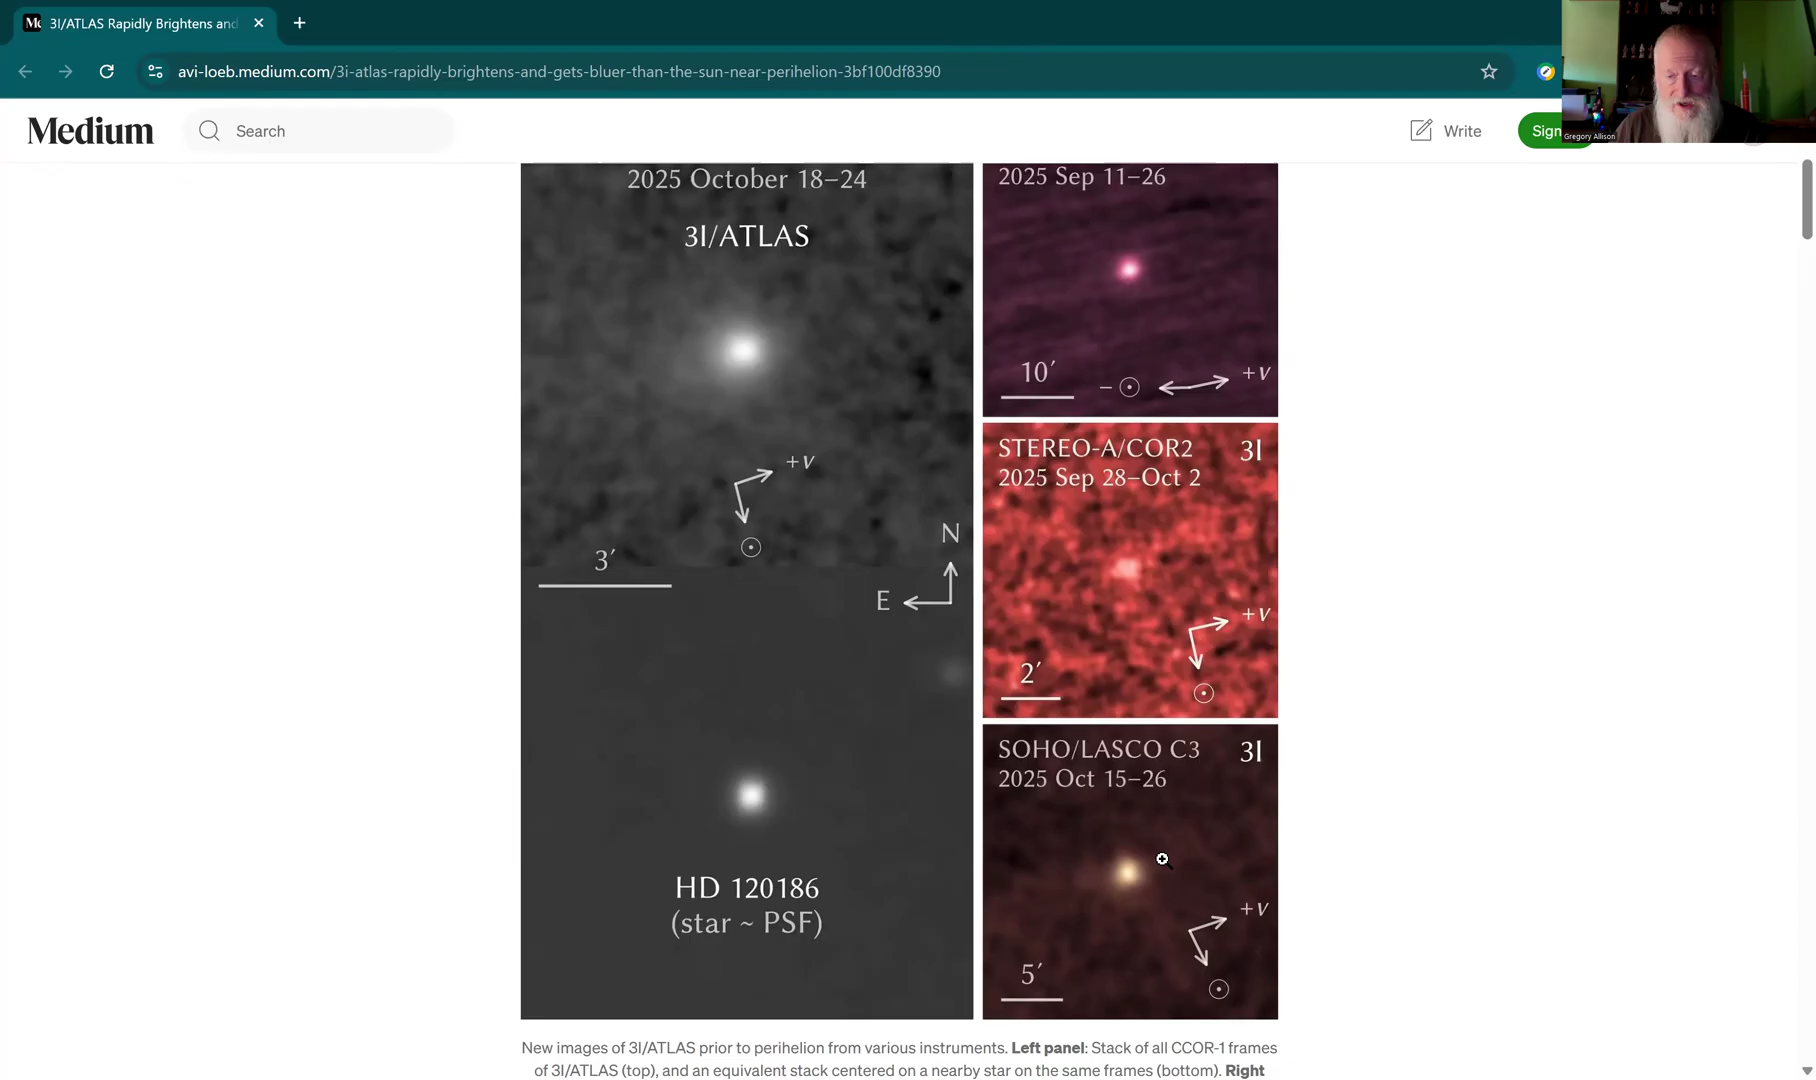 3I/ATLAS Rapidly Brightens and
avi-loeb.medium.com/3i-atlas-rapidly-brightens-and-gets-bluer-than-the-sun-near-perihelion-3bf100df8390
Gregory Allison
Medium
Search
Write
Sign
2025 October 18–24
3I/ATLAS
+v
3′
N
E
HD 120186
(star ~ PSF)
2025 Sep 11–26
10′
– ⊙
+v
STEREO-A/COR2 3I
2025 Sep 28–Oct 2
+v
2′
SOHO/LASCO C3 3I
2025 Oct 15–26
+v
5′
New images of 3I/ATLAS prior to perihelion from various instruments. Left panel: Stack of all CCOR-1 frames
of 3I/ATLAS (top), and an equivalent stack centered on a nearby star on the same frames (bottom). Right